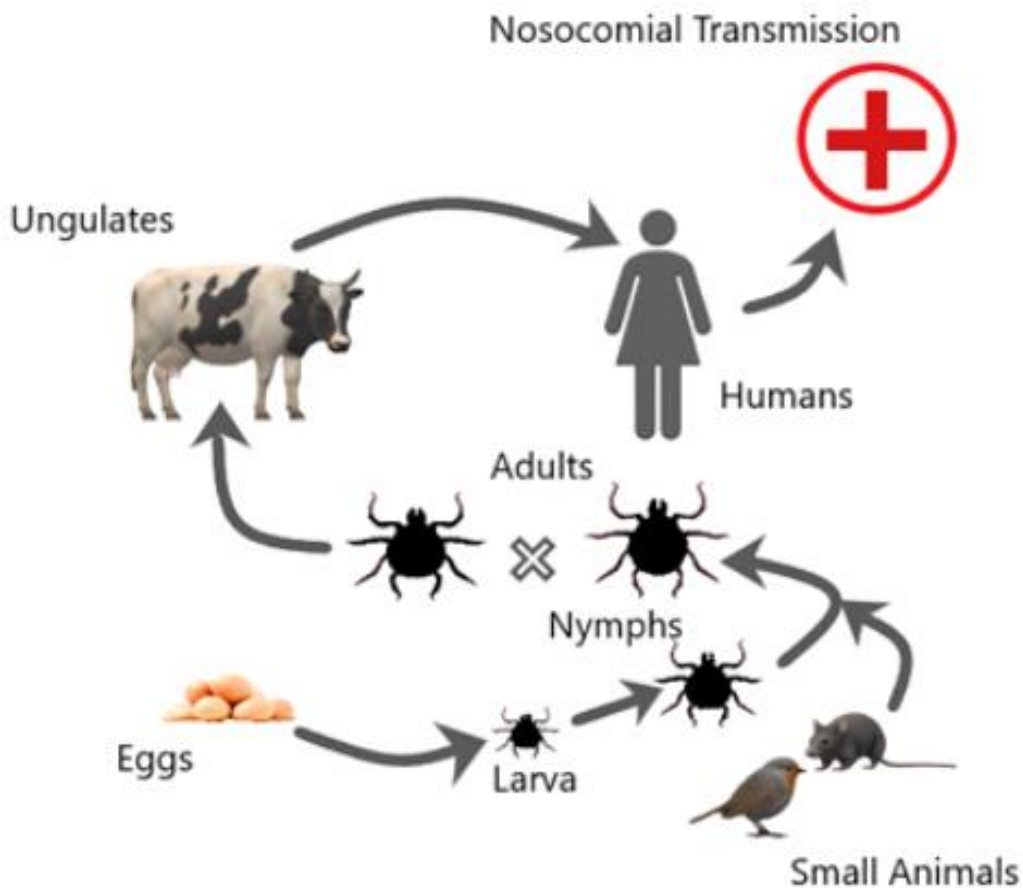 Nosocomial Transmission
Ungulates
Humans
Adults
Nymphs
Eggs
Larva
Small Animals